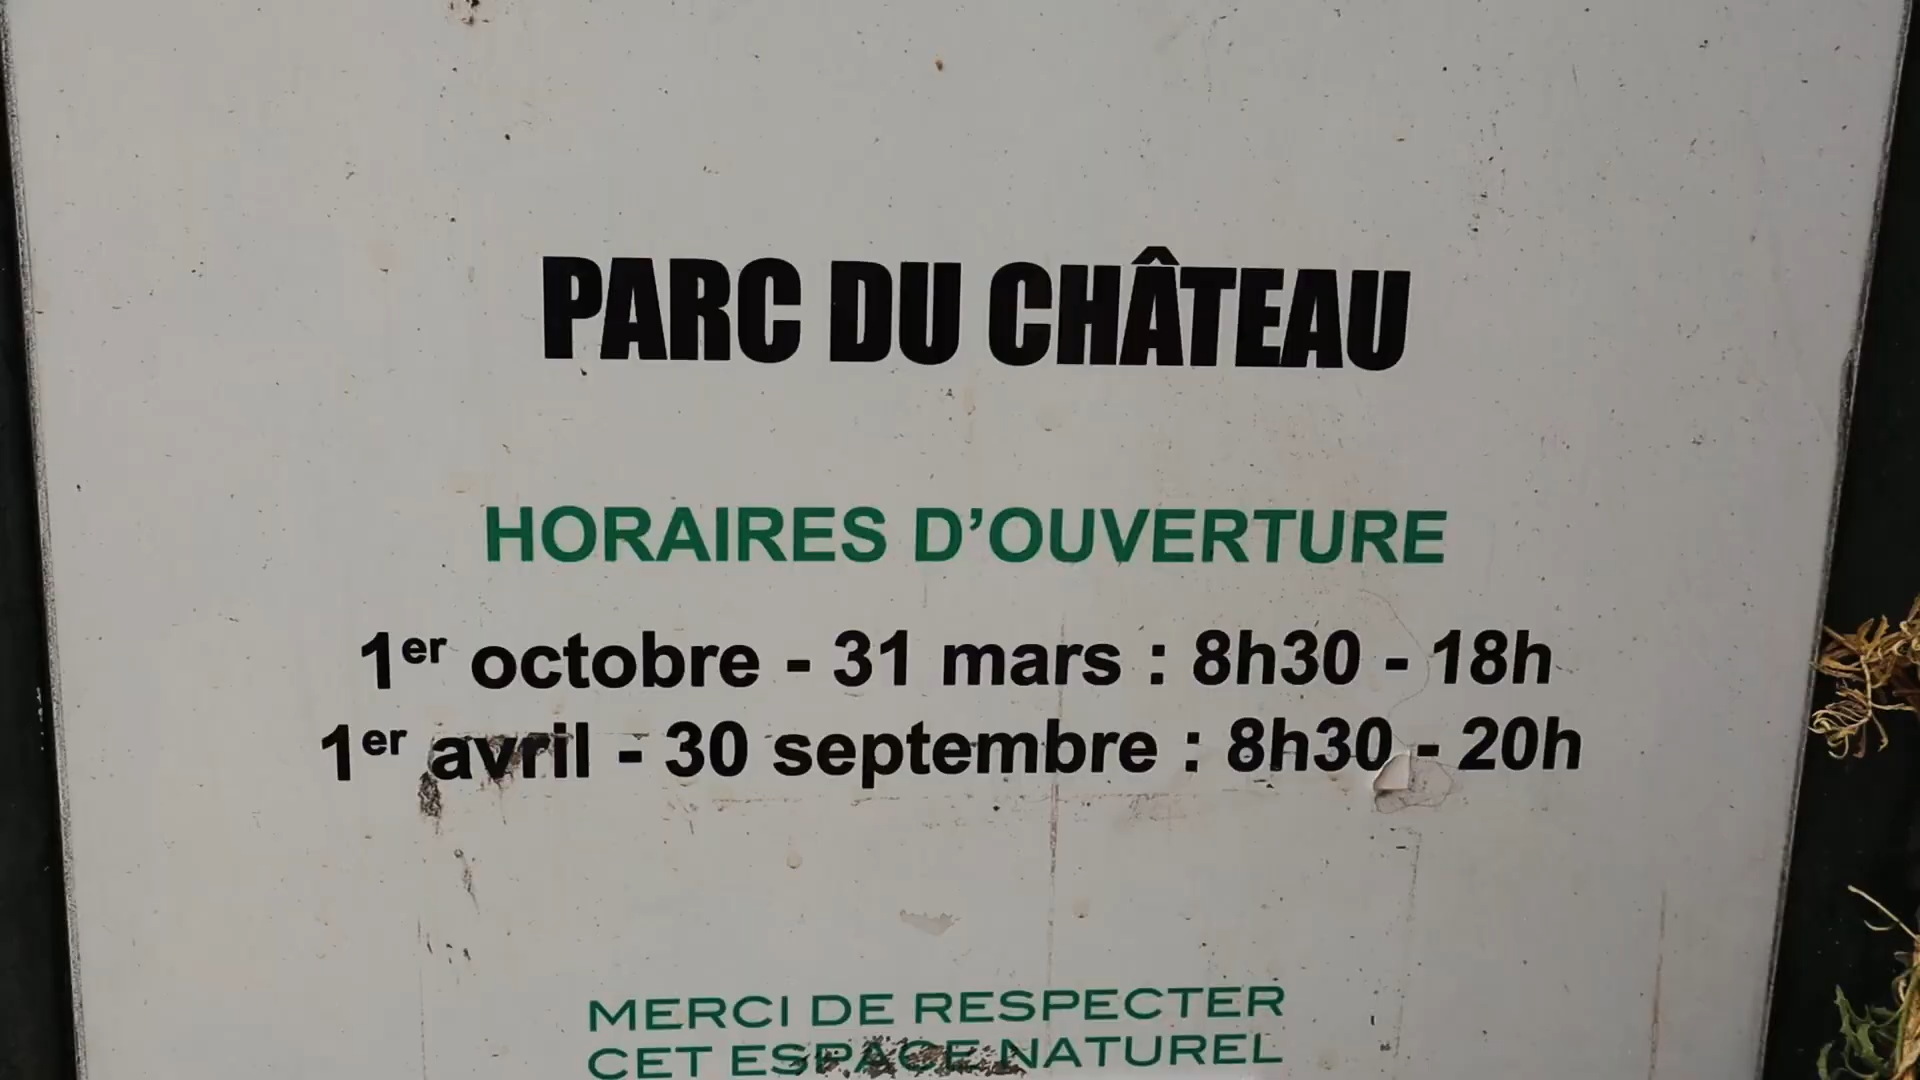 PARC DU CHÂTEAU
HORAIRES D'OUVERTURE
1er octobre - 31 mars : 8h30 - 18h
1er avril - 30 septembre : 8h30 - 20h
MERCI DE RESPECTER
CET ESPACE NATUREL